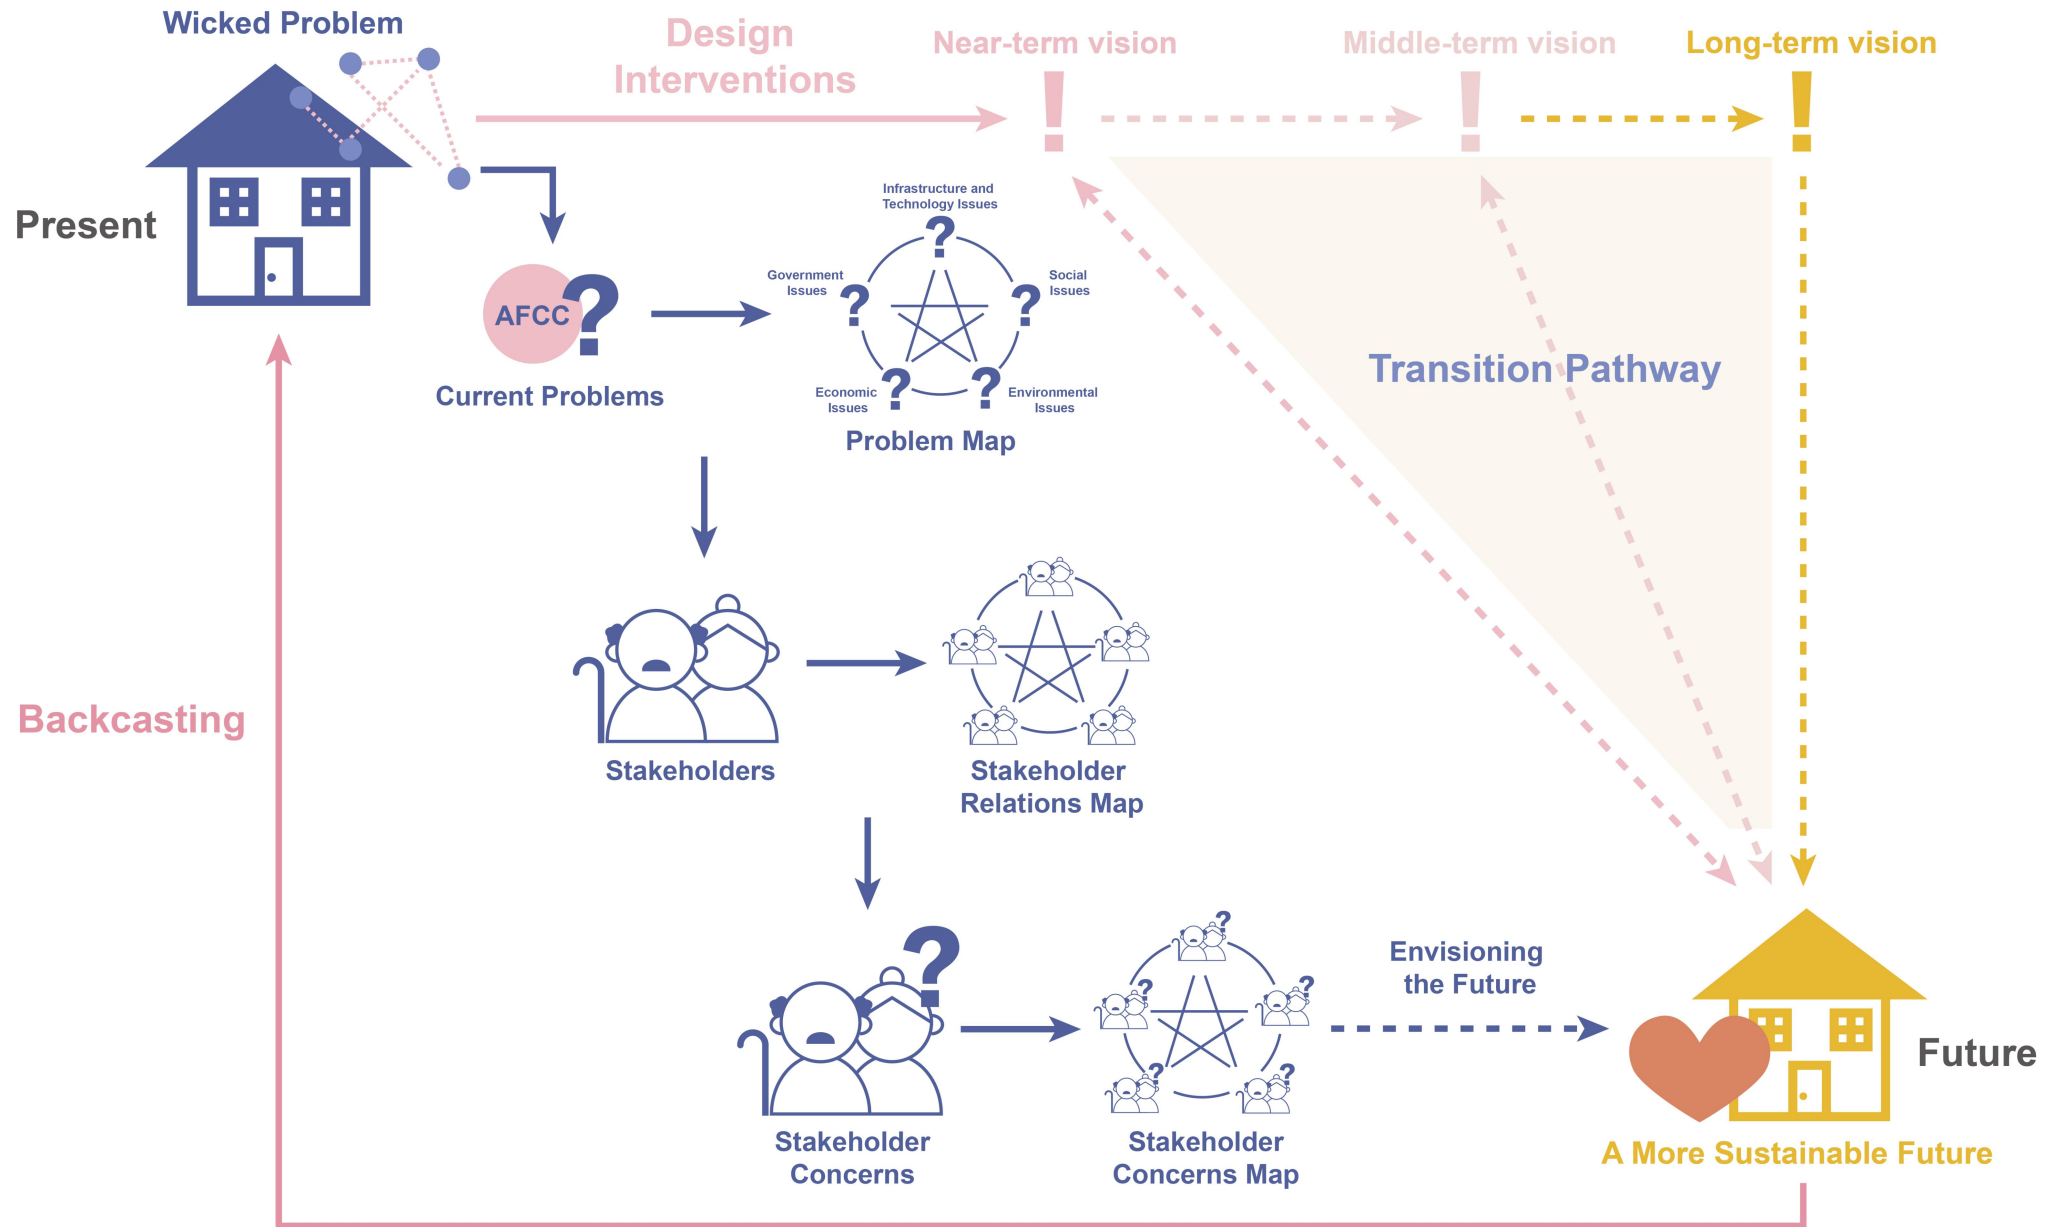 Wicked Problem
Design
Interventions
Near-term vision
Middle-term vision
Long-term vision
Present
Infrastructure and
Technology Issues
Government
Issues
Social
Issues
AFCC
Economic
Issues
Environmental
Issues
Current Problems
Problem Map
Transition Pathway
Backcasting
Stakeholders
Stakeholder
Relations Map
Envisioning
the Future
Future
Stakeholder
Concerns
Stakeholder
Concerns Map
A More Sustainable Future